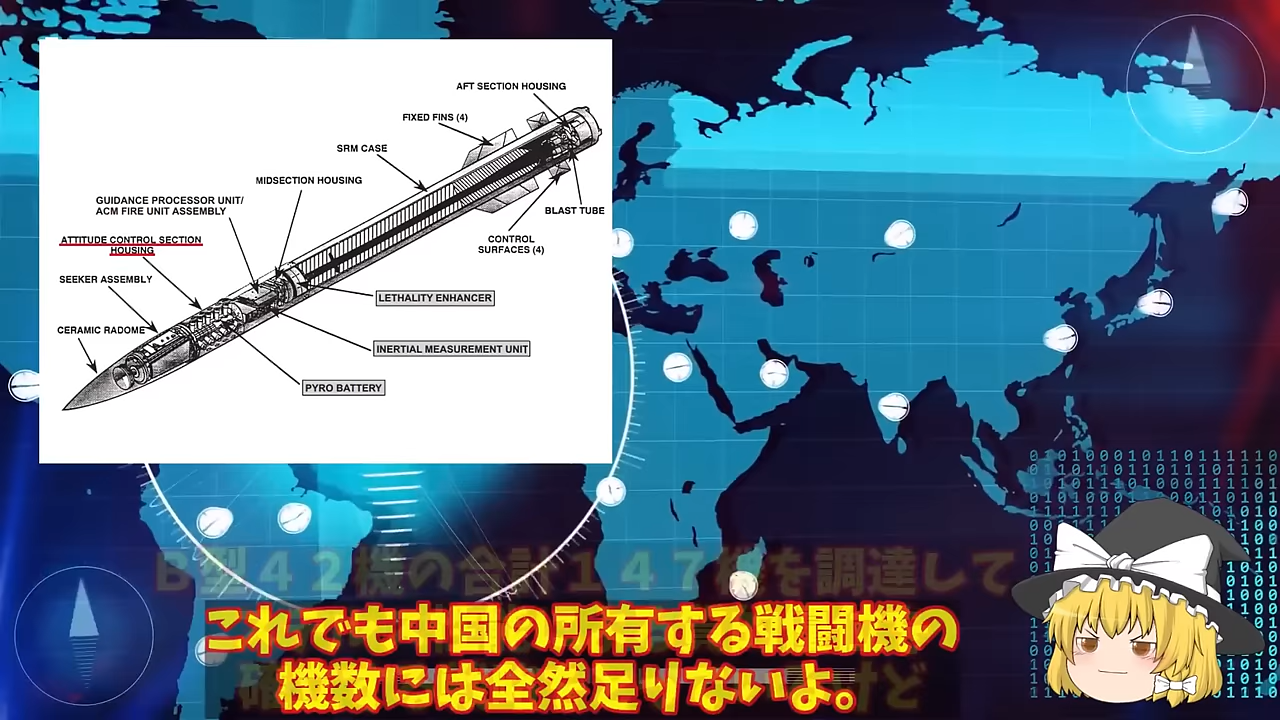 AFT SECTION HOUSING
FIXED FINS (4)
SRM CASE
MIDSECTION HOUSING
GUIDANCE PROCESSOR UNIT/
ACM FIRE UNIT ASSEMBLY
BLAST TUBE
ATTITUDE CONTROL SECTION
HOUSING
CONTROL
SURFACES (4)
SEEKER ASSEMBLY
LETHALITY ENHANCER
CERAMIC RADOME
INERTIAL MEASUREMENT UNIT
PYRO BATTERY
B型42機の合計147機を調達して
これでも中国の所有する戦闘機の
機数には全然足りないよ。